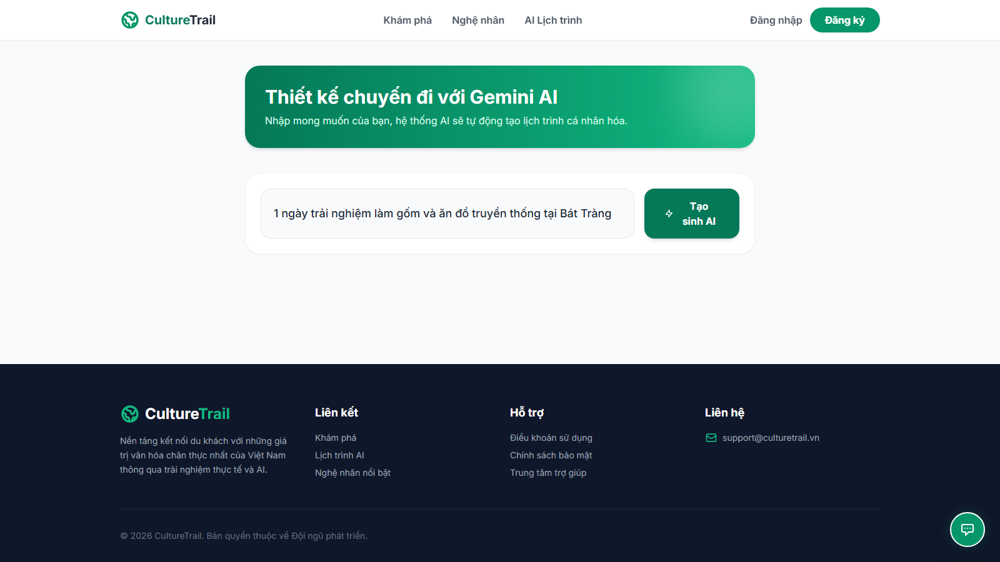 CultureTrail
Khám phá
Nghệ nhân
AI Lịch trình
Đăng nhập
Đăng ký
Thiết kế chuyến đi với Gemini AI
Nhập mong muốn của bạn, hệ thống AI sẽ tự động tạo lịch trình cá nhân hóa.
1 ngày trải nghiệm làm gốm và ăn đồ truyền thống tại Bát Tràng
Tạo
sinh AI
CultureTrail
Nền tảng kết nối du khách với những giá
trị văn hóa chân thực nhất của Việt Nam
thông qua trải nghiệm thực tế và AI.
Liên kết
Khám phá
Lịch trình AI
Nghệ nhân nổi bật
Hỗ trợ
Điều khoản sử dụng
Chính sách bảo mật
Trung tâm trợ giúp
Liên hệ
support@culturetrail.vn
© 2026 CultureTrail. Bản quyền thuộc về Đội ngũ phát triển.